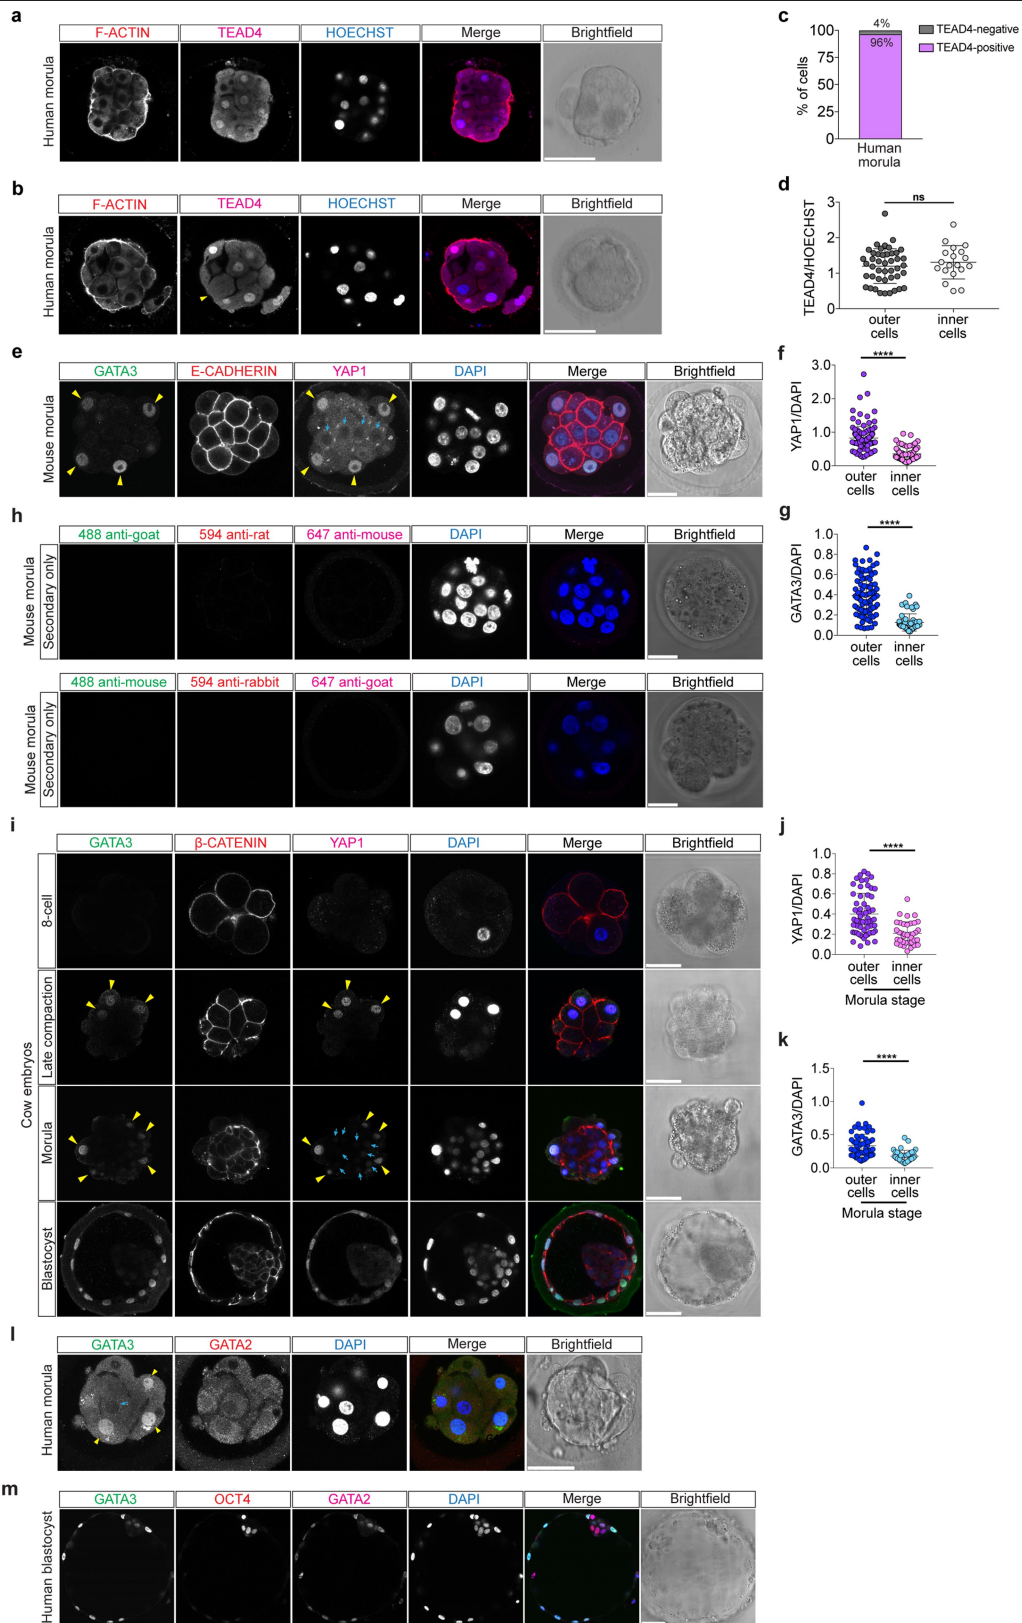 a
F-ACTIN TEAD4 HOECHST Merge Brightfield
Human morula
c
% of cells
100
75
50
25
0
4%
96%
Human
morula
TEAD4-negative
TEAD4-positive
b
F-ACTIN TEAD4 HOECHST Merge Brightfield
Human morula
d
TEAD4/HOECHST
3
2
1
0
ns
outer cells
inner cells
e
GATA3 E-CADHERIN YAP1 DAPI Merge Brightfield
Mouse morula
f
YAP1/DAPI
3.0
2.0
1.0
0.0
****
outer cells
inner cells
g
GATA3/DAPI
1.0
0.8
0.6
0.4
0.2
0.0
****
outer cells
inner cells
h
488 anti-goat 594 anti-rat 647 anti-mouse DAPI Merge Brightfield
Mouse morula
Secondary only
488 anti-mouse 594 anti-rabbit 647 anti-goat DAPI Merge Brightfield
Mouse morula
Secondary only
i
GATA3 β-CATENIN YAP1 DAPI Merge Brightfield
Cow embryos
8-cell
Late compaction
Morula
Blastocyst
j
YAP1/DAPI
1.0
0.8
0.6
0.4
0.2
0.0
****
outer cells
inner cells
Morula stage
k
GATA3/DAPI
1.5
1.0
0.5
0.0
****
outer cells
inner cells
Morula stage
l
GATA3 GATA2 DAPI Merge Brightfield
Human morula
m
GATA3 OCT4 GATA2 DAPI Merge Brightfield
Human blastocyst